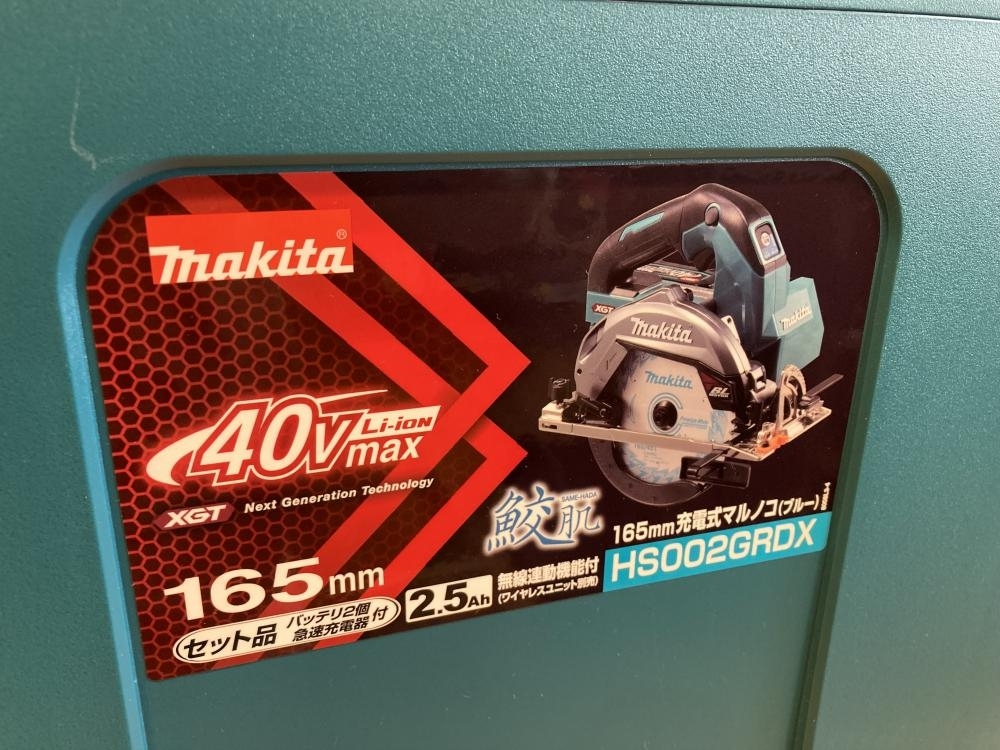 makita®
40Vmax Li-ion
XGT Next Generation Technology
165mm
セット品 バッテリ2個 急速充電器 付
2.5Ah
無線連動機能付
(ワイヤレスユニット別売)
鮫肌
SAME-HADA
165mm充電式マルノコ(ブルー)
HS002GRDX
XGT
makita
makita
makita
BL